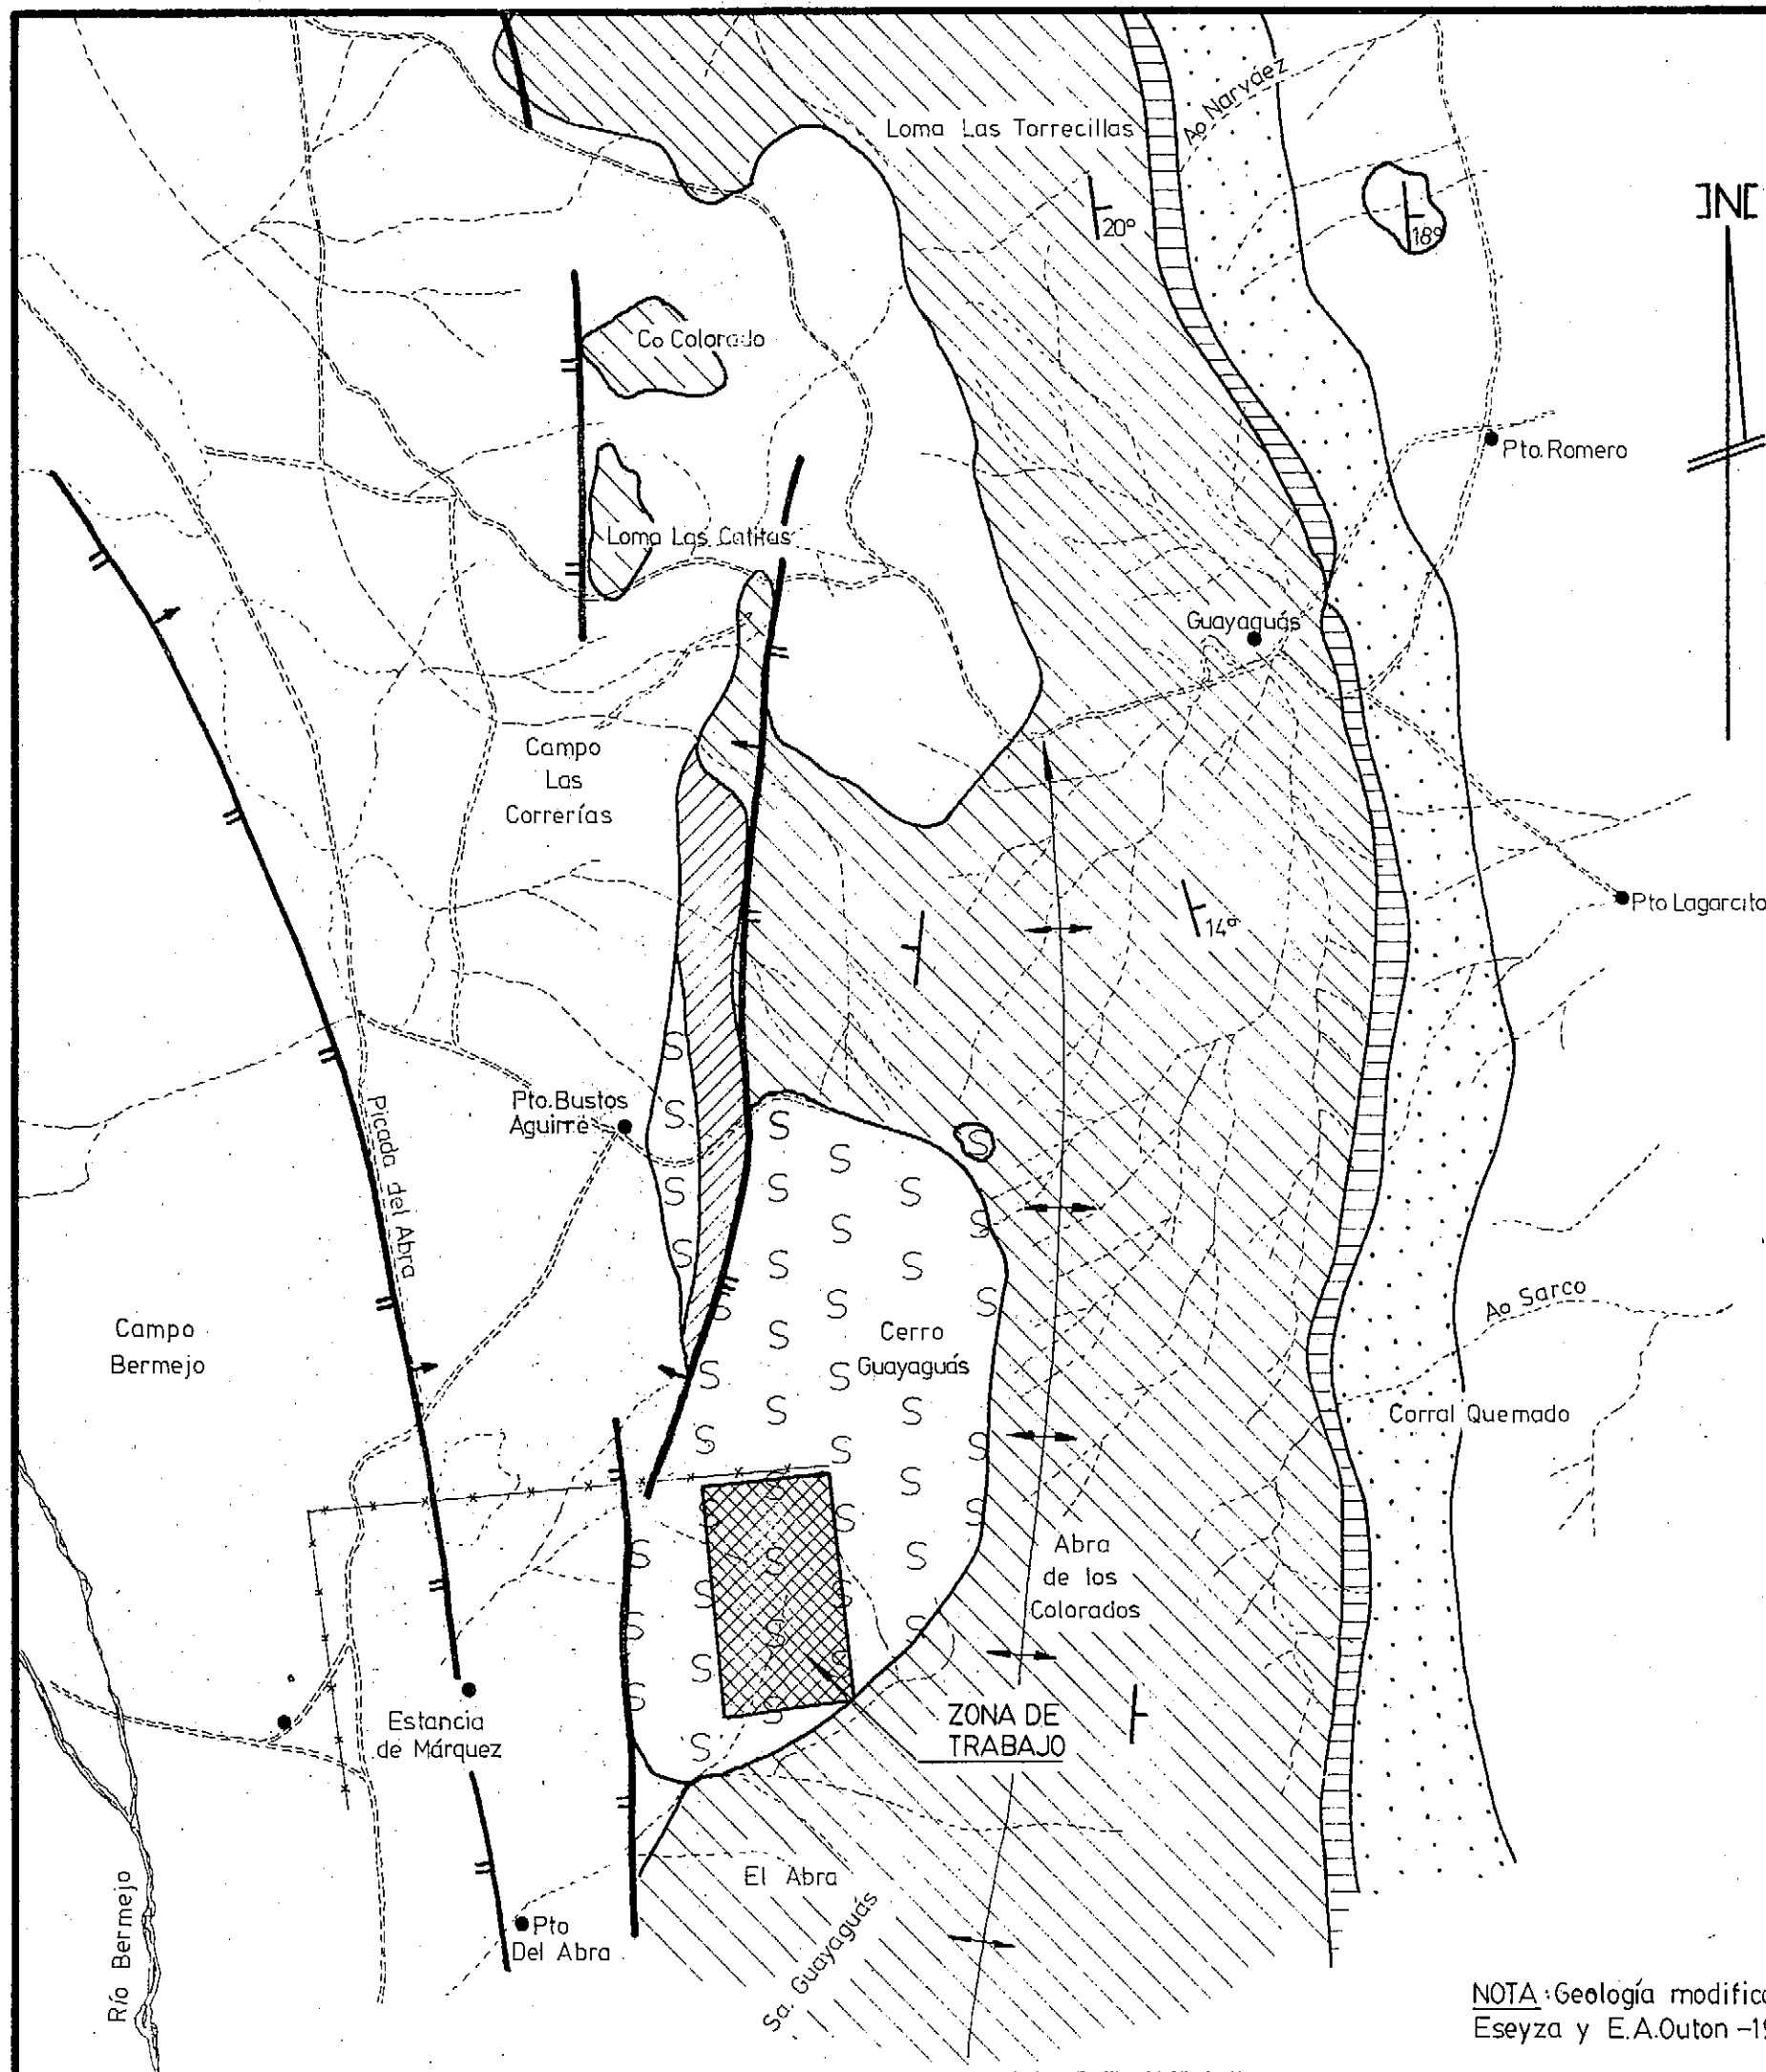 Loma Las Torrecillas
Ao Narváez
N
20°
18º
Co Colorado
Pto. Romero
Loma Las Catitas
Guayaguás
Campo
Las
Correrías
14º
Pto Lagarcito
Pto. Bustos
Aguirre
Picada del Abra
S
Campo
Bermejo
Cerro
Guayaguás
Ao Sarco
Corral Quemado
Abra
de los
Colorados
Estancia
de Márquez
ZONA DE
TRABAJO
El Abra
Pto
Del Abra
Río Bermejo
Sa. Guayaguás
NOTA: Geología modific
Eseyza y E.A.Outon -1